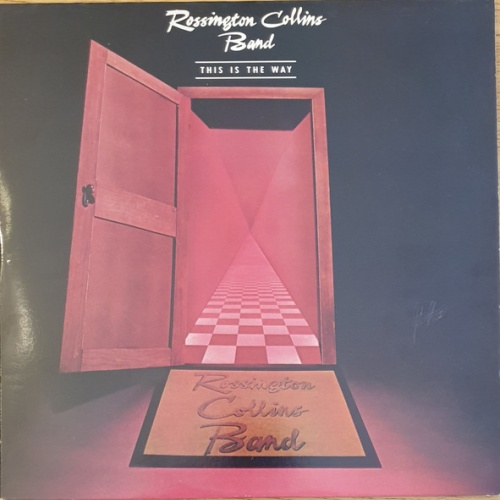 Rossington Collins
Band
THIS IS THE WAY
Rossington
Collins
Band